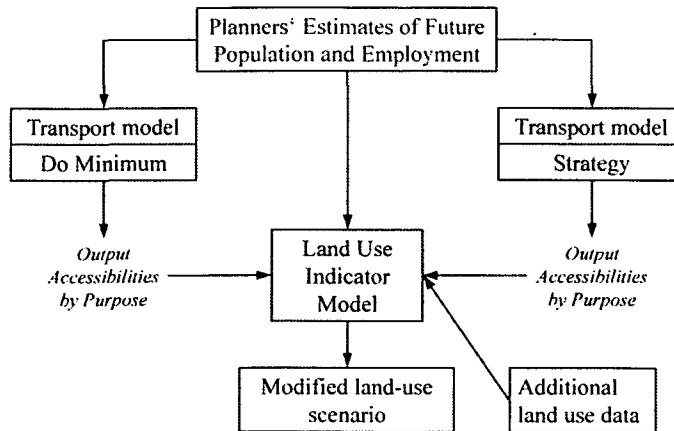 Planners' Estimates of Future
Population and Employment
Transport model
Do Minimum
Transport model
Strategy
Output
Accessibilities
by Purpose
Land Use
Indicator
Model
Output
Accessibilities
by Purpose
Modified land-use
scenario
Additional
land use data